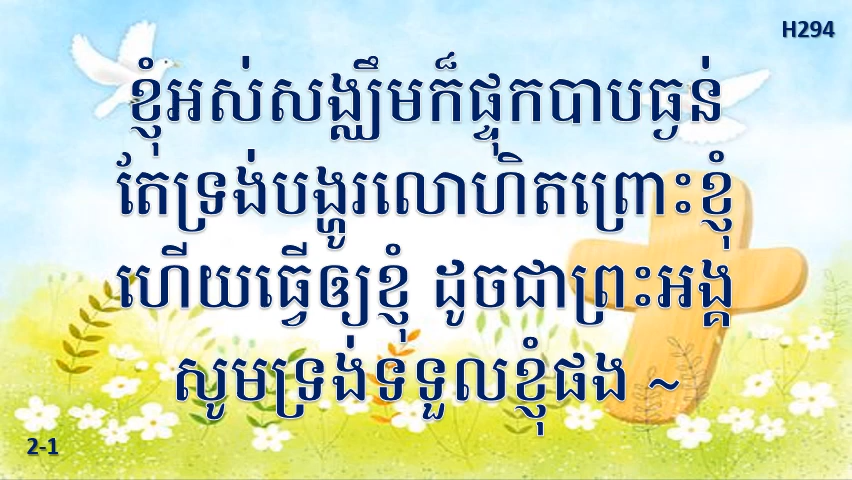 H294
ខ្ញុំអស់សង្ឈឹមក៏ផ្ទុកបាបធ្ងន់
តែទ្រង់បង្ហូរលោហិតព្រោះខ្ញុំ
ហើយធ្វើឲ្យខ្ញុំ ដូចជាព្រះអង្គ
សូមទ្រង់ទទួលខ្ញុំផង ~
2-1